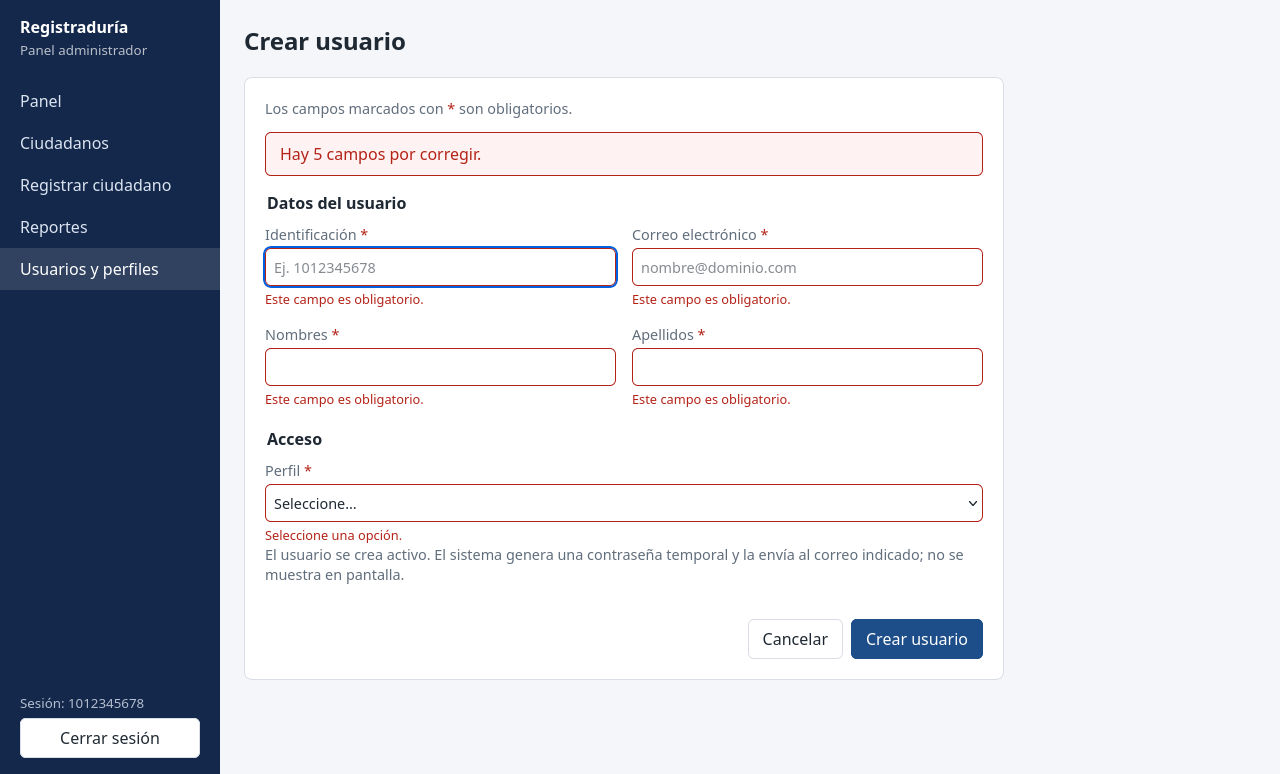 Registraduría
Panel administrador
Panel
Ciudadanos
Registrar ciudadano
Reportes
Usuarios y perfiles
Sesión: 1012345678
Cerrar sesión
Crear usuario
Los campos marcados con * son obligatorios.
Hay 5 campos por corregir.
Datos del usuario
Identificación *
Ej. 1012345678
Este campo es obligatorio.
Correo electrónico *
nombre@dominio.com
Este campo es obligatorio.
Nombres *
Este campo es obligatorio.
Apellidos *
Este campo es obligatorio.
Acceso
Perfil *
Seleccione...
Seleccione una opción.
El usuario se crea activo. El sistema genera una contraseña temporal y la envía al correo indicado; no se
muestra en pantalla.
Cancelar
Crear usuario